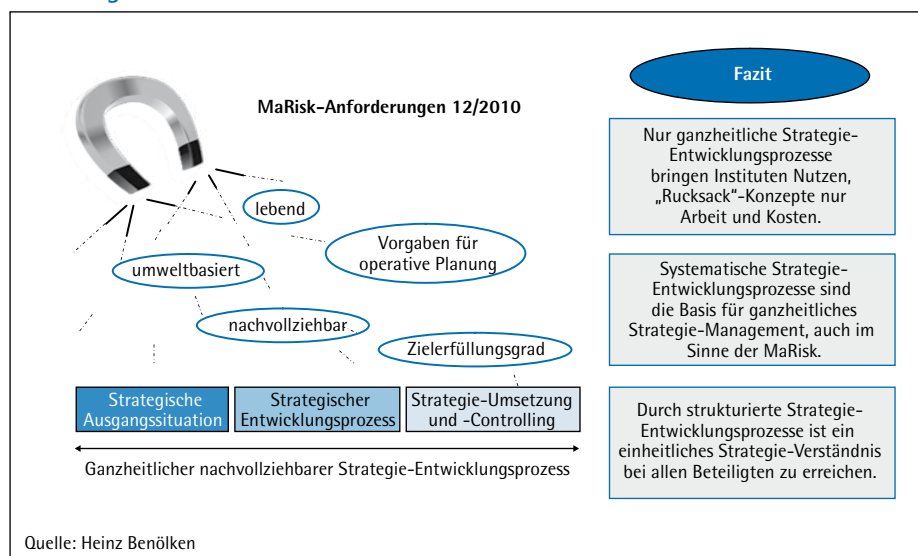 MaRisk-Anforderungen 12/2010
lebend
Vorgaben für
operative Planung
umweltbasiert
nachvollziehbar
Zielerfüllungsgrad
Strategische
Ausgangssituation
Strategischer
Entwicklungsprozess
Strategie-Umsetzung
und -Controlling
Ganzheitlicher nachvollziehbarer Strategie-Entwicklungsprozess
Fazit
Nur ganzheitliche Strategie-
Entwicklungsprozesse
bringen Instituten Nutzen,
„Rucksack“-Konzepte nur
Arbeit und Kosten.
Systematische Strategie-
Entwicklungsprozesse sind
die Basis für ganzheitliches
Strategie-Management, auch im
Sinne der MaRisk.
Durch strukturierte Strategie-
Entwicklungsprozesse ist ein
einheitliches Strategie-Verständnis
bei allen Beteiligten zu erreichen.
Quelle: Heinz Benölken